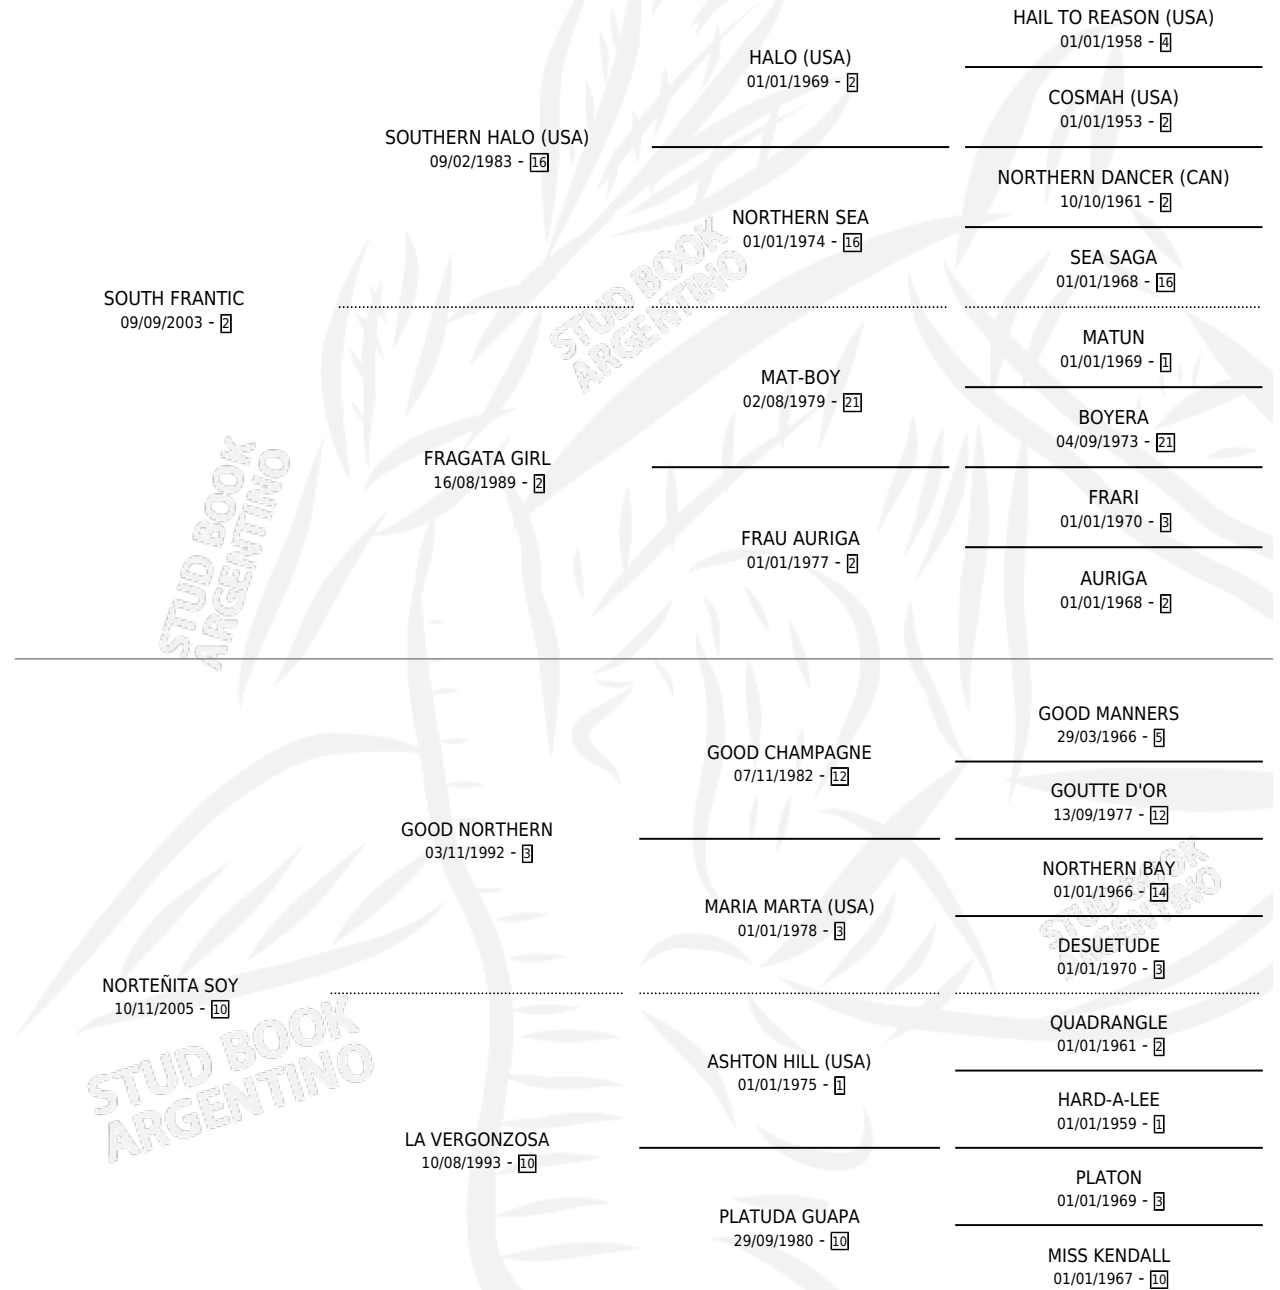 HAIL TO REASON (USA)
01/01/1958 - 4
HALO (USA)
01/01/1969 - 2
COSMAH (USA)
01/01/1953 - 2
SOUTHERN HALO (USA)
09/02/1983 - 16
NORTHERN DANCER (CAN)
10/10/1961 - 2
NORTHERN SEA
01/01/1974 - 16
SEA SAGA
01/01/1968 - 16
SOUTH FRANTIC
09/09/2003 - 2
STUD BOOK
ARGENTINO
MATUN
01/01/1969 - 1
MAT-BOY
02/08/1979 - 21
BOYERA
04/09/1973 - 21
FRAGATA GIRL
16/08/1989 - 2
FRARI
01/01/1970 - 3
FRAU AURIGA
01/01/1977 - 2
AURIGA
01/01/1968 - 2
STUD BOOK
ARGENTINO
GOOD MANNERS
29/03/1966 - 5
GOOD CHAMPAGNE
07/11/1982 - 12
GOUTTE D'OR
13/09/1977 - 12
GOOD NORTHERN
03/11/1992 - 3
NORTHERN BAY
01/01/1966 - 14
MARIA MARTA (USA)
01/01/1978 - 3
STUD BOOK
ARGENTINO
DESUETUDE
01/01/1970 - 3
NORTEÑITA SOY
10/11/2005 - 10
STUD BOOK
ARGENTINO
QUADRANGLE
01/01/1961 - 2
ASHTON HILL (USA)
01/01/1975 - 1
HARD-A-LEE
01/01/1959 - 1
LA VERGONZOSA
10/08/1993 - 10
PLATON
01/01/1969 - 3
PLATUDA GUAPA
29/09/1980 - 10
MISS KENDALL
01/01/1967 - 10